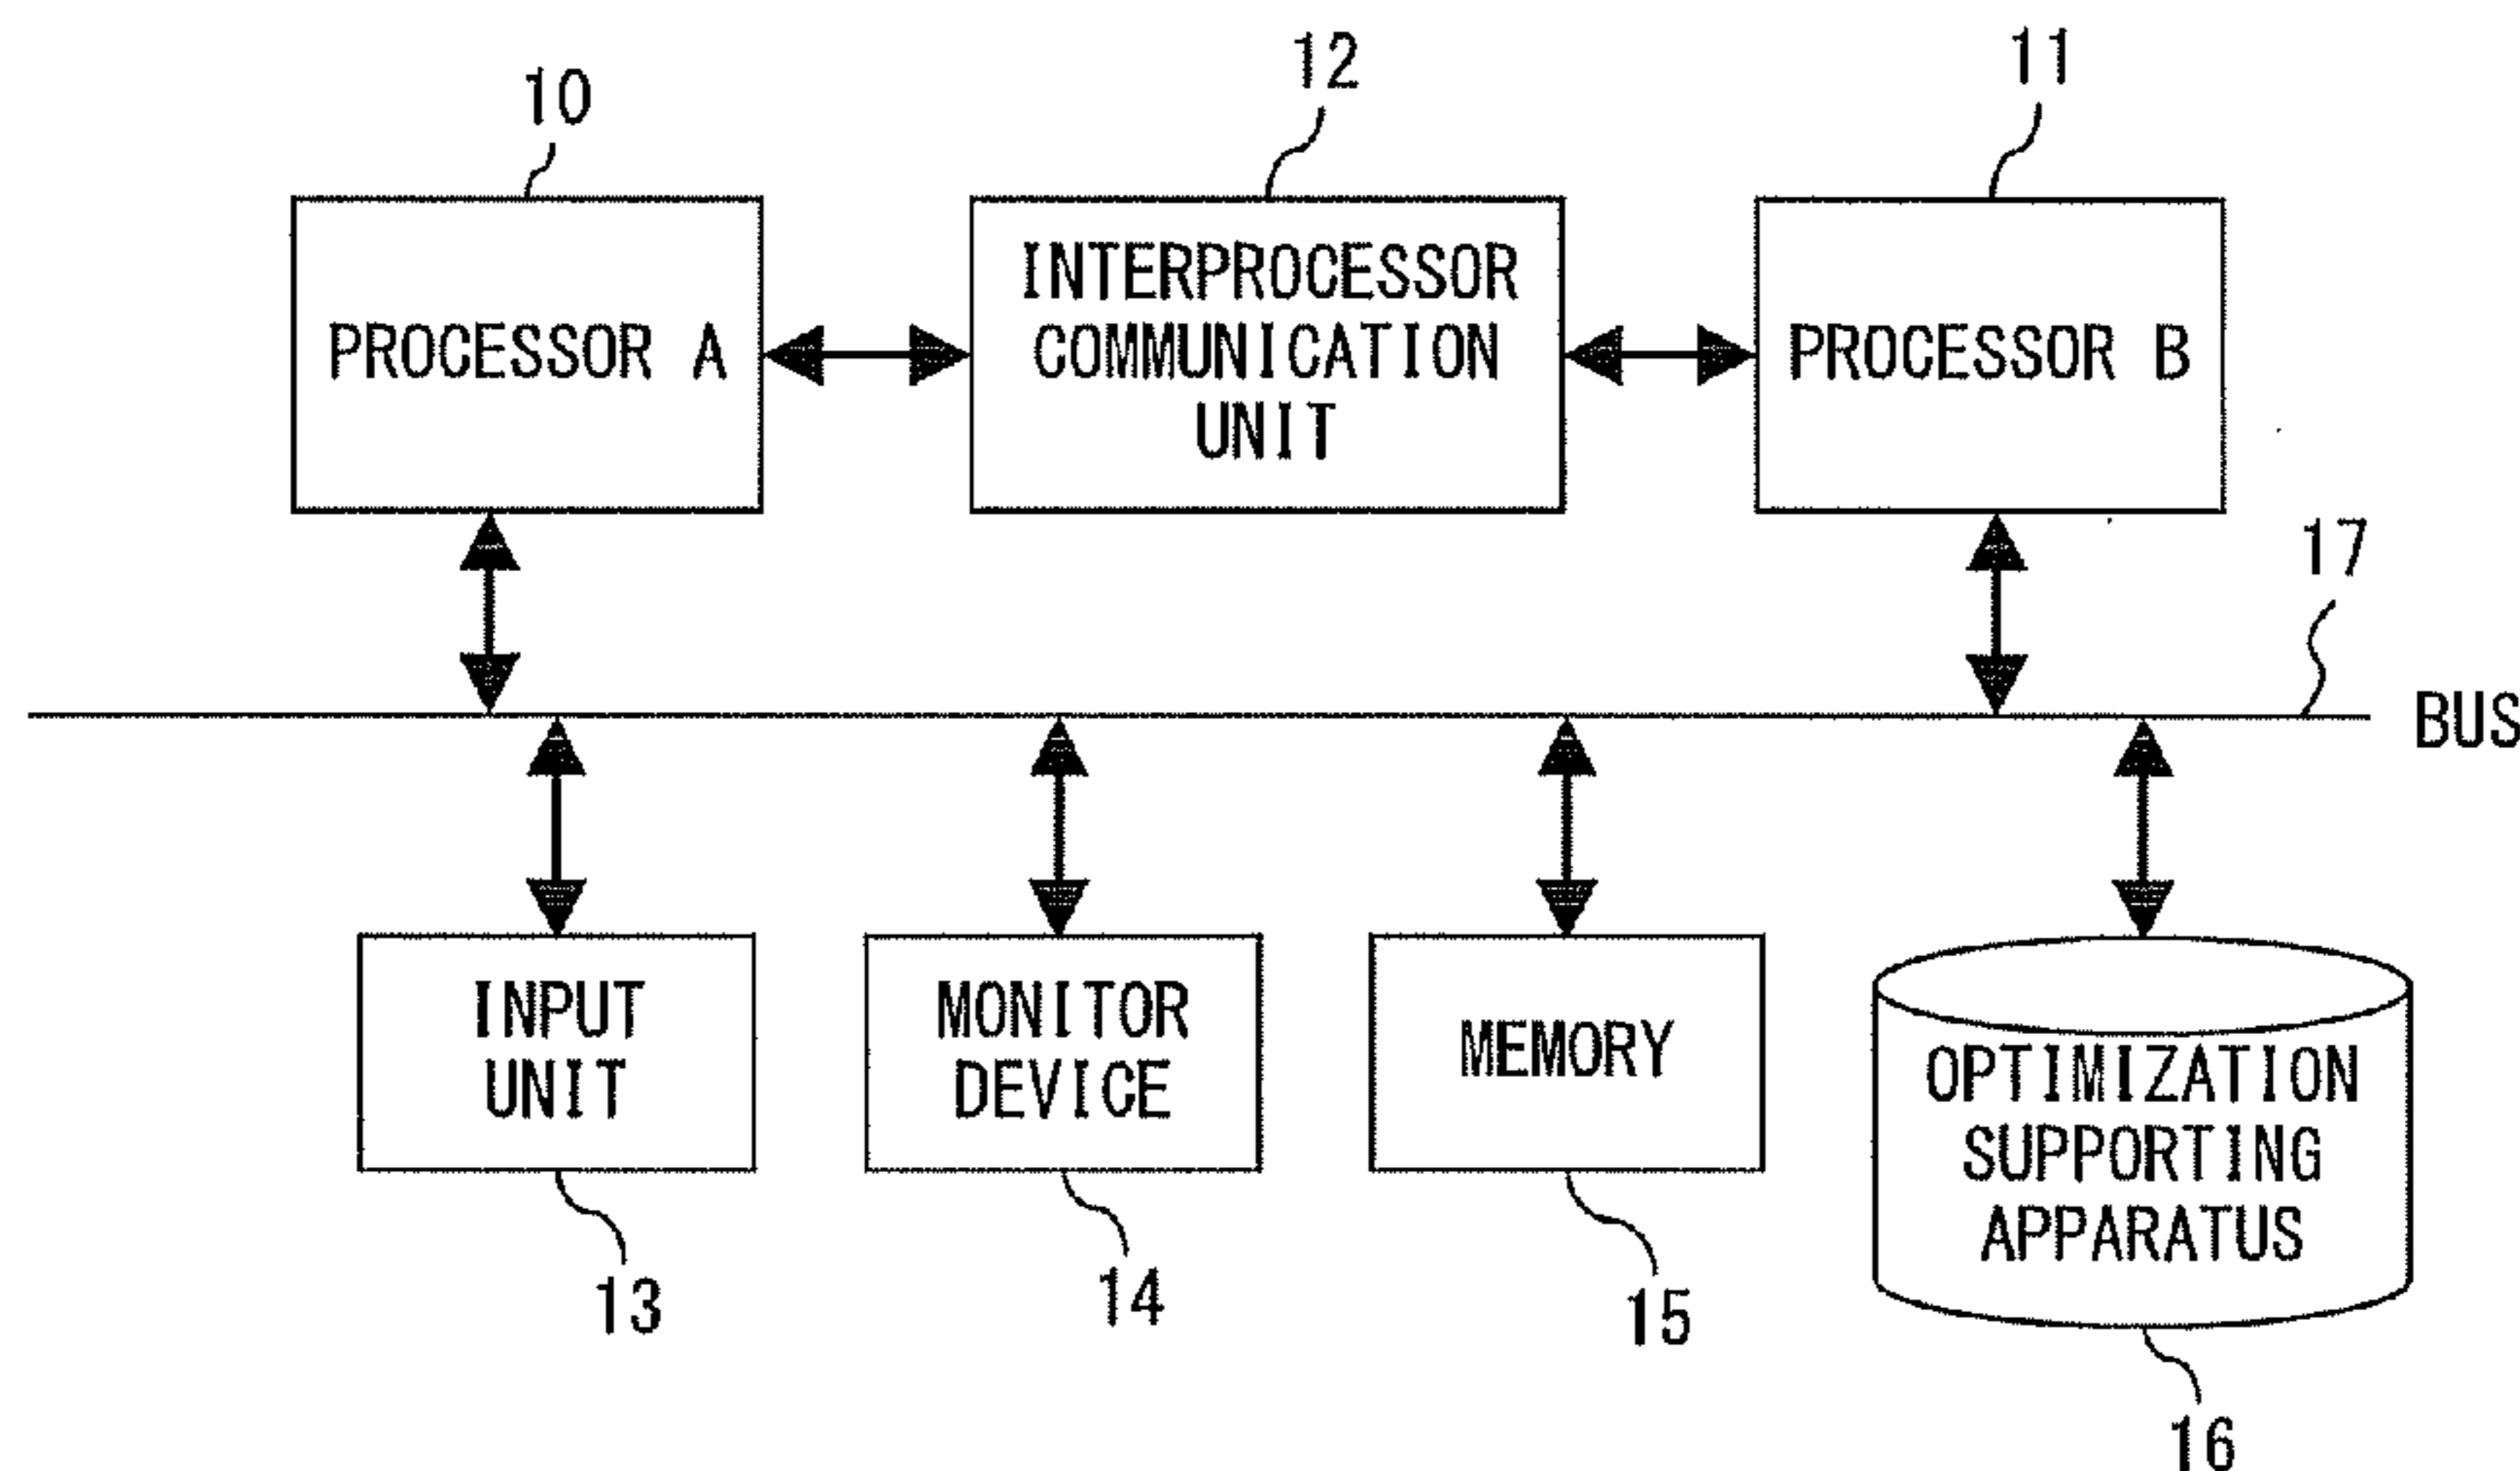 10
12
11
PROCESSOR A
INTERPROCESSOR
COMMUNICATION
UNIT
PROCESSOR B
17
BUS
INPUT
UNIT
MONITOR
DEVICE
MEMORY
OPTIMIZATION
SUPPORTING
APPARATUS
13
14
15
16